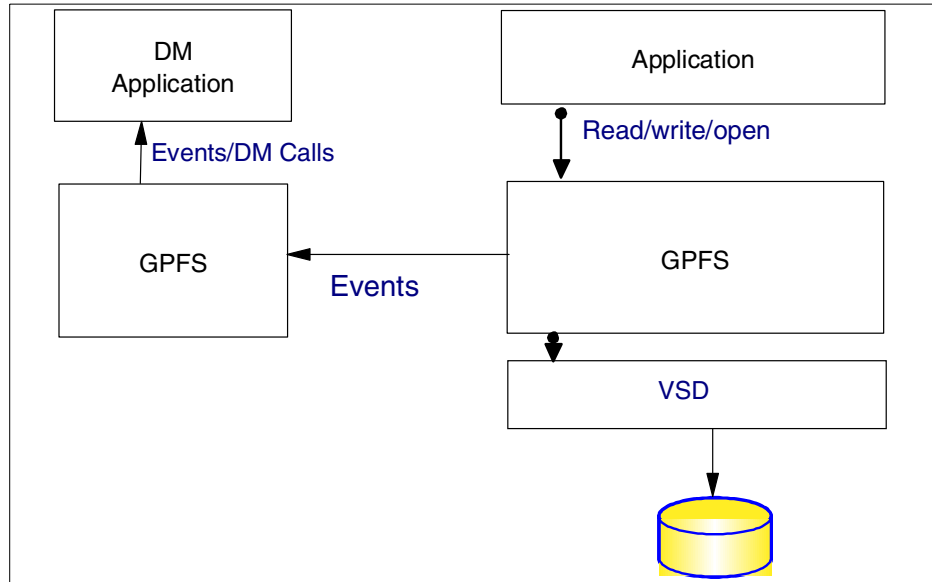 DM
Application
Application
Events/DM Calls
Read/write/open
GPFS
GPFS
Events
VSD